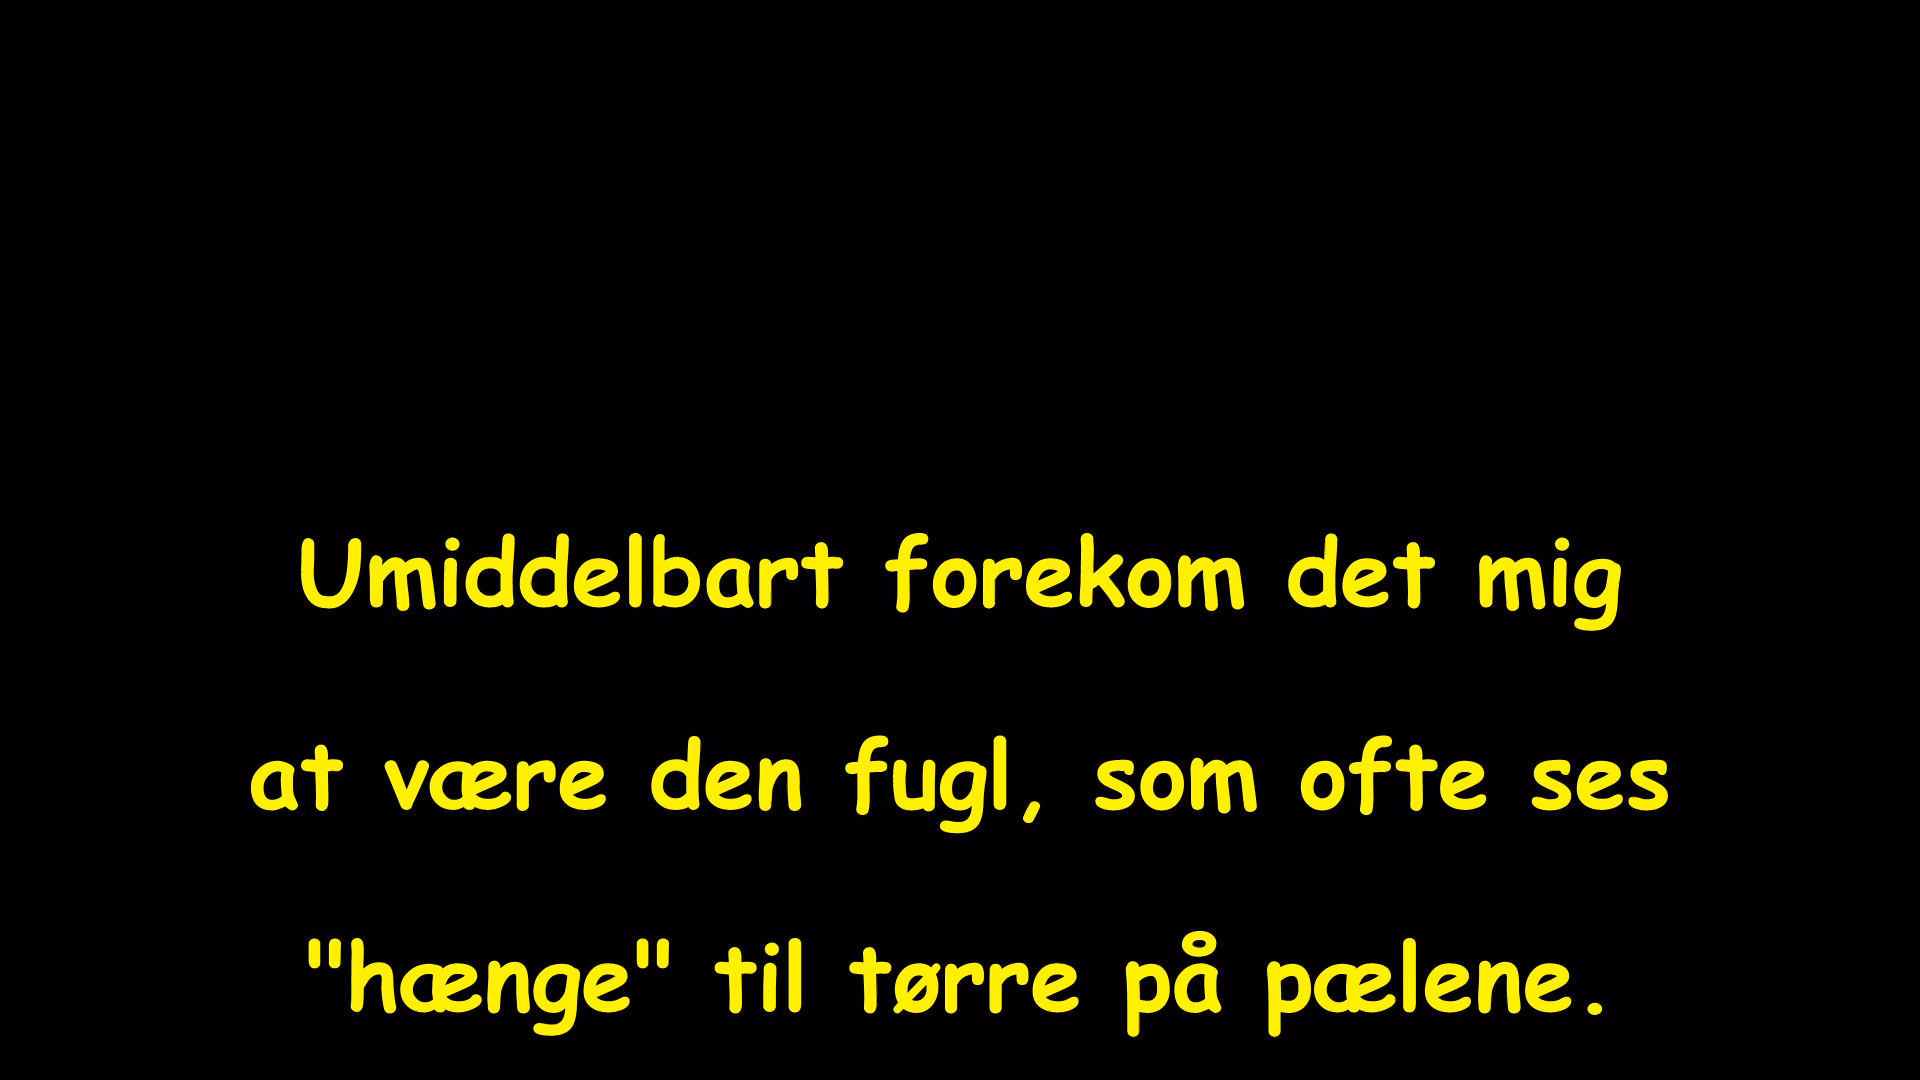 Umiddelbart forekom det mig
at være den fugl, som ofte ses
"hænge" til tørre på pælene.